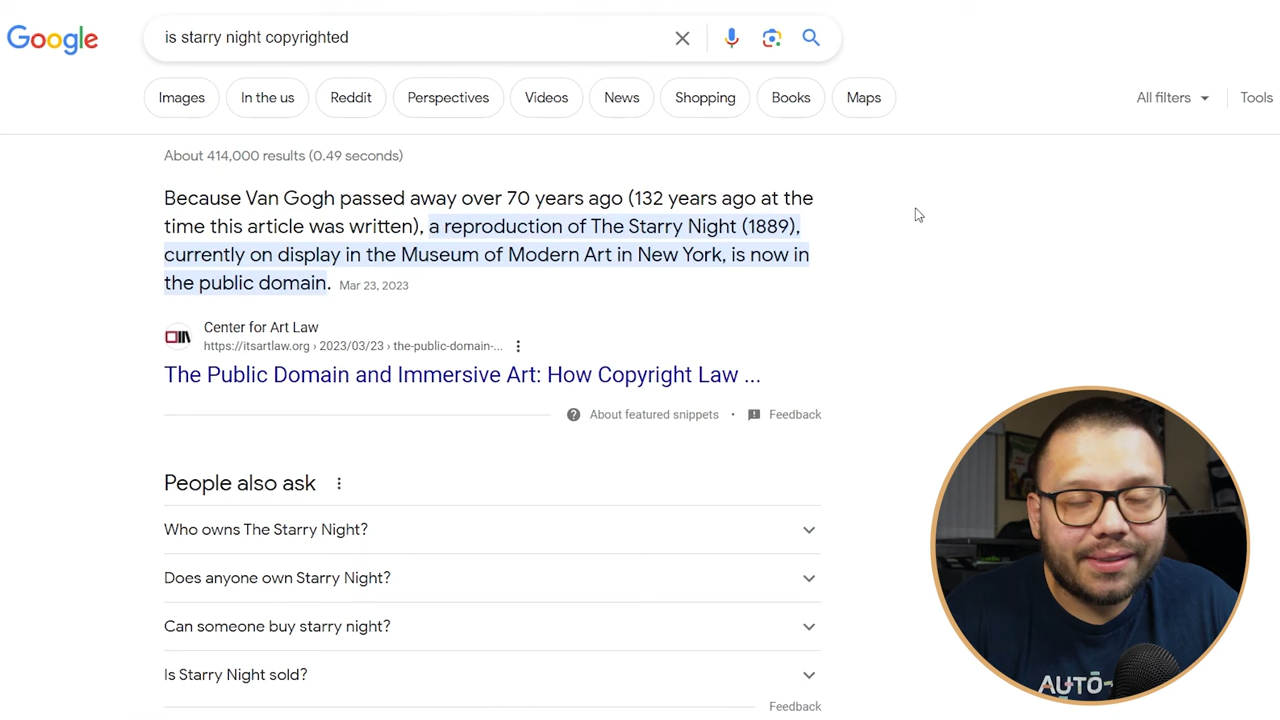 Google
is starry night copyrighted
Images
In the us
Reddit
Perspectives
Videos
News
Shopping
Books
Maps
All filters
Tools
About 414,000 results (0.49 seconds)
Because Van Gogh passed away over 70 years ago (132 years ago at the
time this article was written), a reproduction of The Starry Night (1889),
currently on display in the Museum of Modern Art in New York, is now in
the public domain. Mar 23, 2023
Center for Art Law
https://itsartlaw.org › 2023/03/23 › the-public-domain-...
The Public Domain and Immersive Art: How Copyright Law ...
About featured snippets • Feedback
People also ask
Who owns The Starry Night?
Does anyone own Starry Night?
Can someone buy starry night?
Is Starry Night sold?
Feedback
AUTO